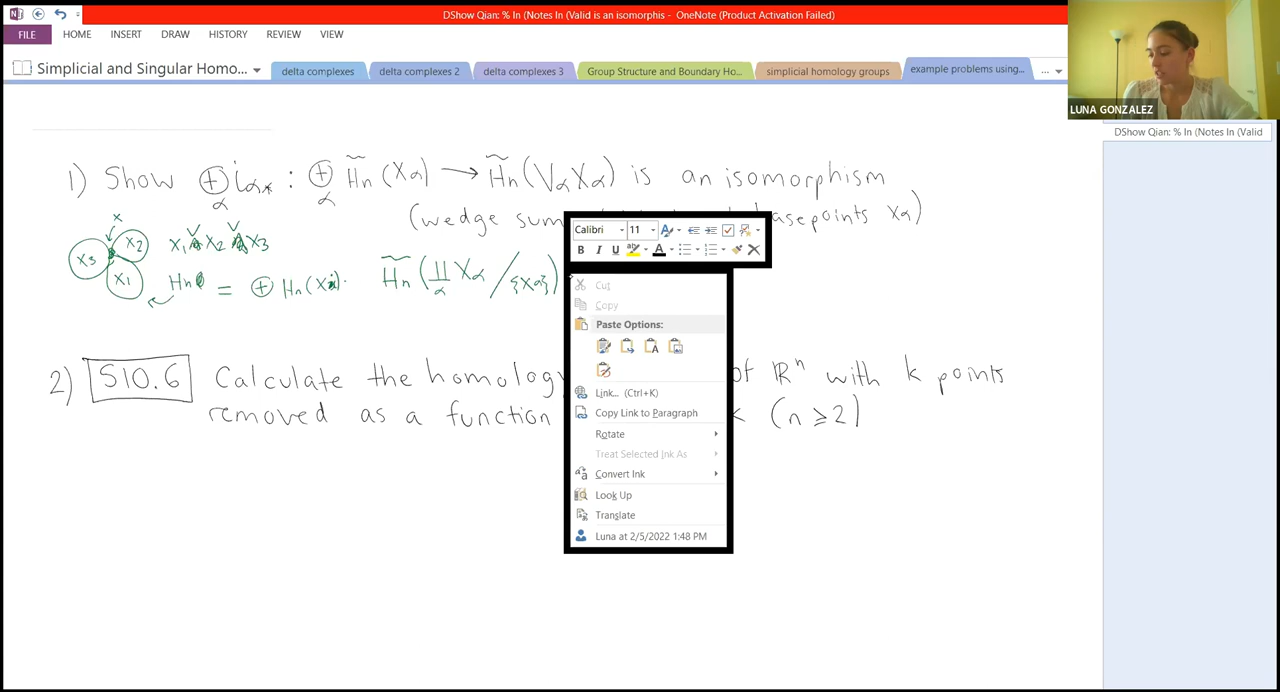 DShow Qian: % In (Notes In (Valid is an isomorphis - OneNote (Product Activation Failed)
FILE HOME INSERT DRAW HISTORY REVIEW VIEW
Simplicial and Singular Homo... delta complexes delta complexes 2 delta complexes 3 Group Structure and Boundary Ho... simplicial homology groups example problems using... ...
LUNA GONZALEZ
DShow Qian: % In (Notes In (Valid
1) Show ⊕α iα* : ⊕α H̃n(Xα) → H̃n(VαXα) is an isomorphism
(wedge sum basepoints xα)
x
X3 X2 X1 X1 V X2 V X3
Hn = ⊕ Hn(Xi). H̃n(∐α Xα / {xα})
2) S10.6 Calculate the homology of ℝⁿ with k points
removed as a function k (n ≥ 2)
Calibri 11
B I U A
Cut
Copy
Paste Options:
A
Link... (Ctrl+K)
Copy Link to Paragraph
Rotate
Treat Selected Ink As
Convert Ink
Look Up
Translate
Luna at 2/5/2022 1:48 PM